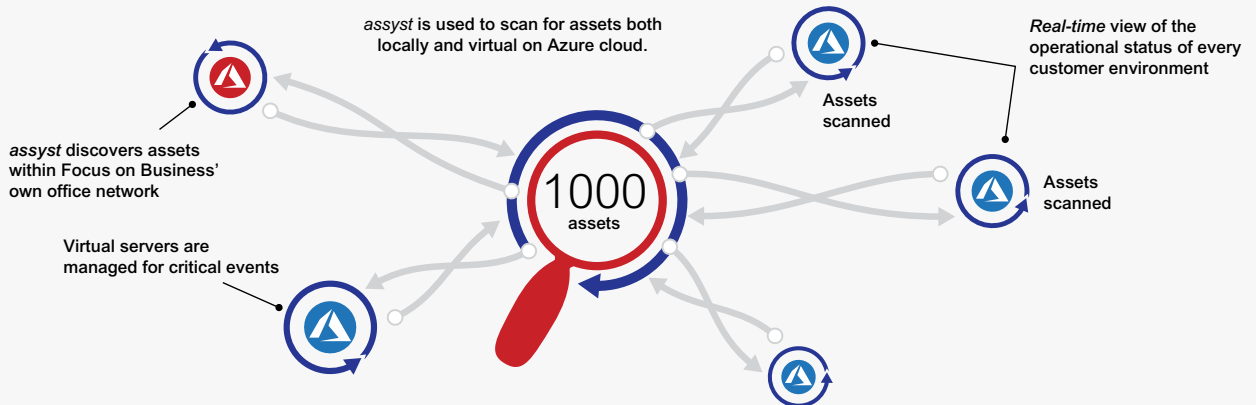 assyst is used to scan for assets both
locally and virtual on Azure cloud.
Real-time view of the
operational status of every
customer environment
Assets
scanned
assyst discovers assets
within Focus on Business’
own office network
1000
assets
Assets
scanned
Virtual servers are
managed for critical events